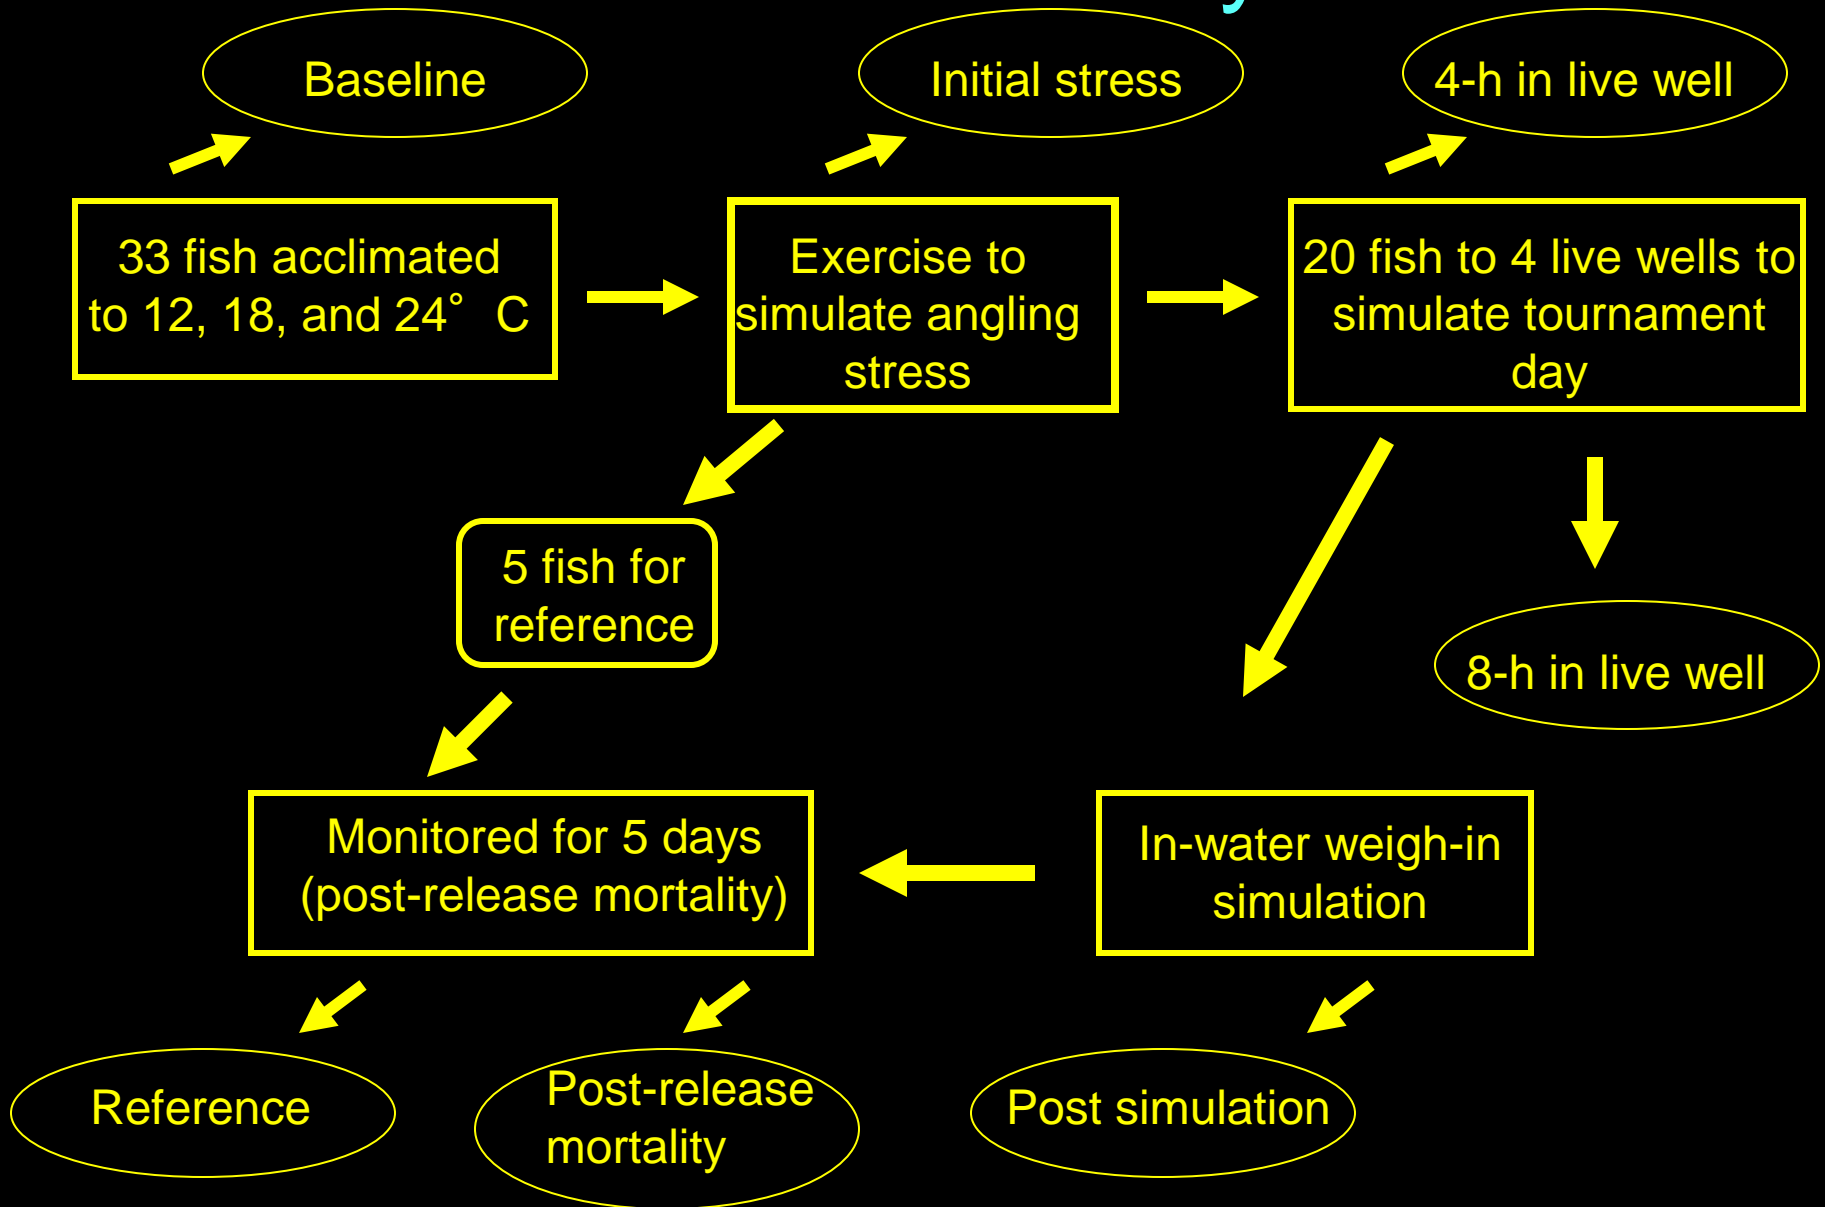 Baseline
Initial stress
4-h in live well
33 fish acclimated
to 12, 18, and 24° C
Exercise to
simulate angling
stress
20 fish to 4 live wells to
simulate tournament
day
5 fish for
reference
8-h in live well
Monitored for 5 days
(post-release mortality)
In-water weigh-in
simulation
Reference
Post-release
mortality
Post simulation